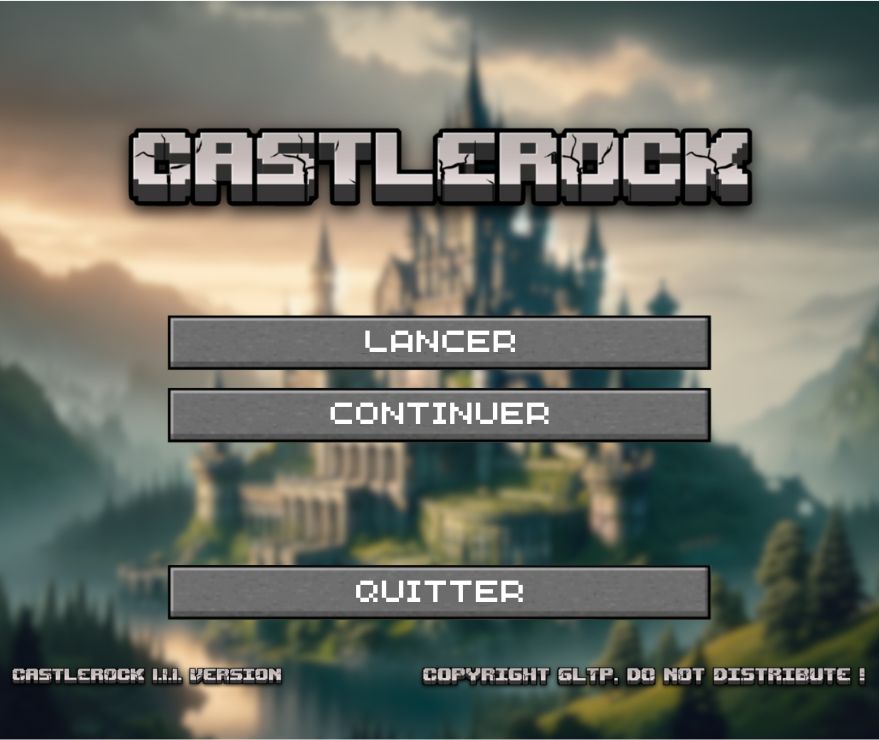 CASTLEROCK
LANCER
CONTINUER
QUITTER
CASTLEROCK 1.1.1. VERSION
COPYRIGHT GLTP, DO NOT DISTRIBUTE !